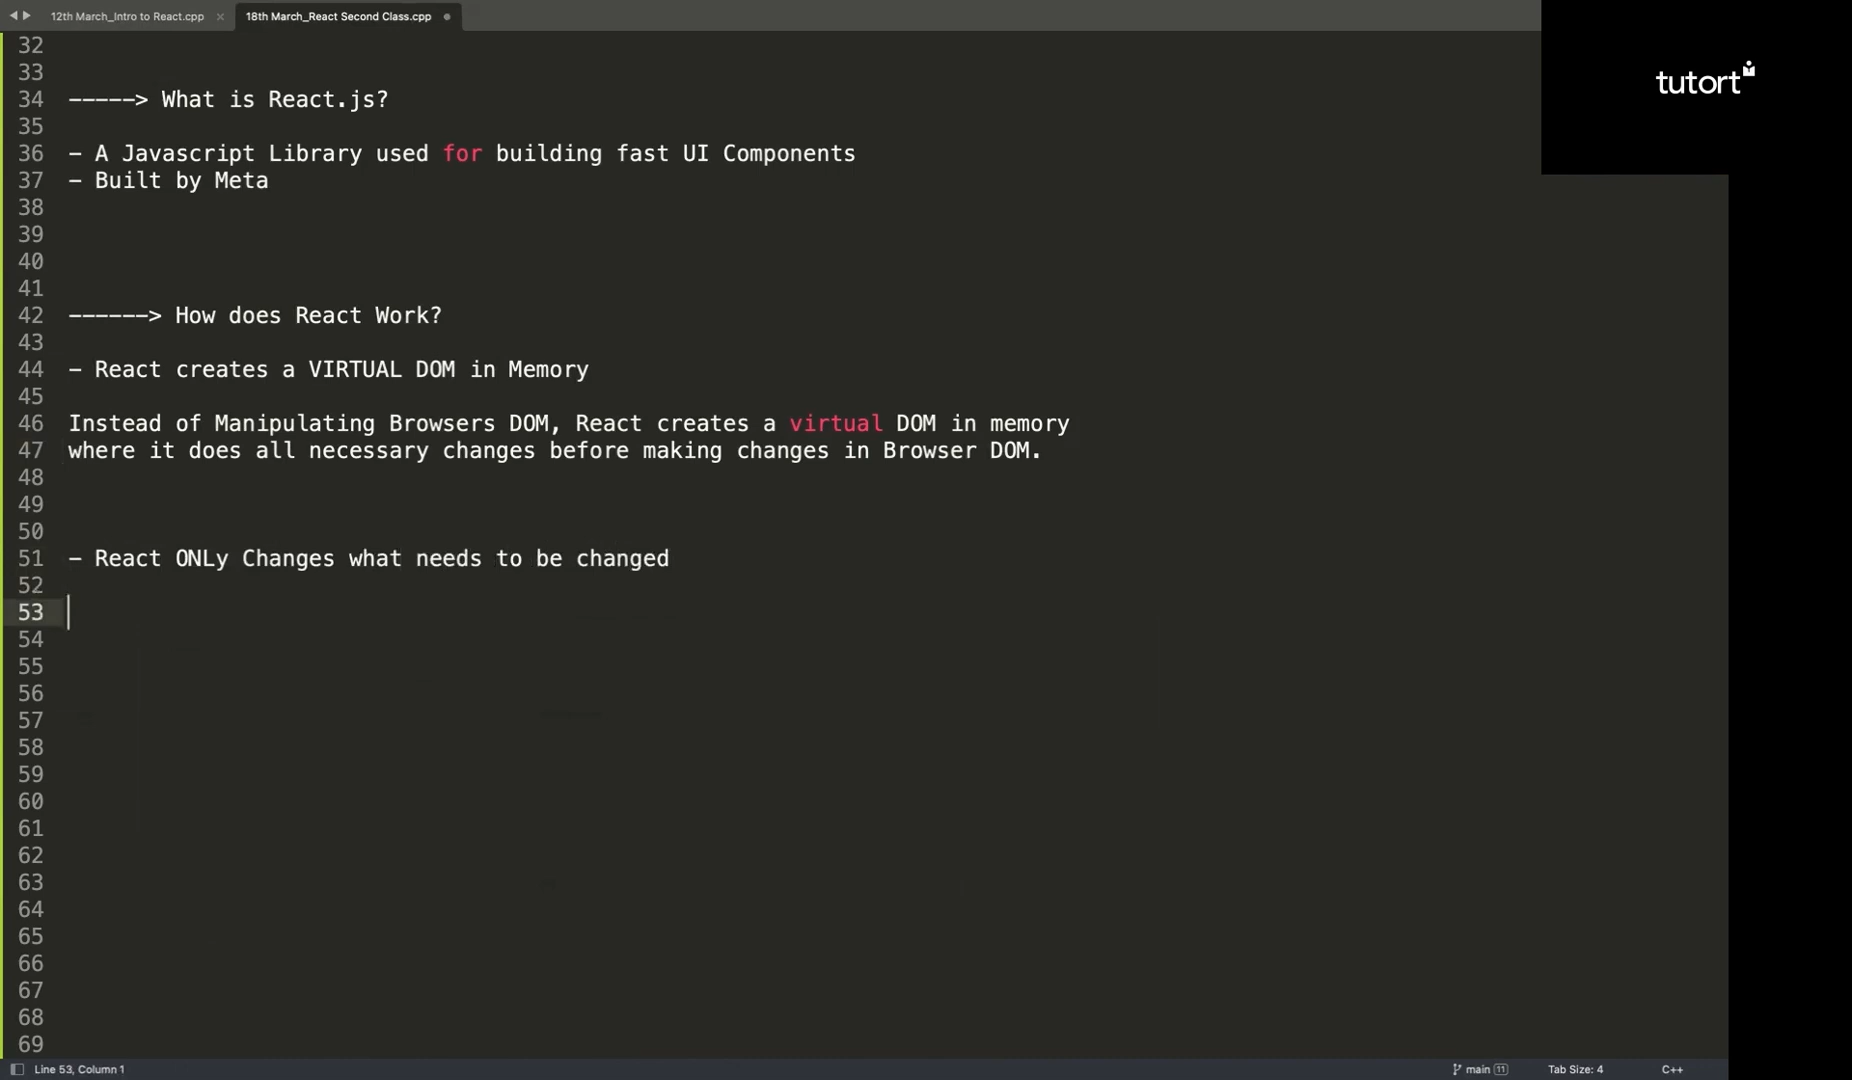 12th March_Intro to React.cpp
18th March_React Second Class.cpp
tutort
32
33
34 -----> What is React.js?
35
36 - A Javascript Library used for building fast UI Components
37 - Built by Meta
38
39
40
41
42 ------> How does React Work?
43
44 - React creates a VIRTUAL DOM in Memory
45
46 Instead of Manipulating Browsers DOM, React creates a virtual DOM in memory
47 where it does all necessary changes before making changes in Browser DOM.
48
49
50
51 - React ONLy Changes what needs to be changed
52
53
54
55
56
57
58
59
60
61
62
63
64
65
66
67
68
69
Line 53, Column 1
main 11
Tab Size: 4
C++